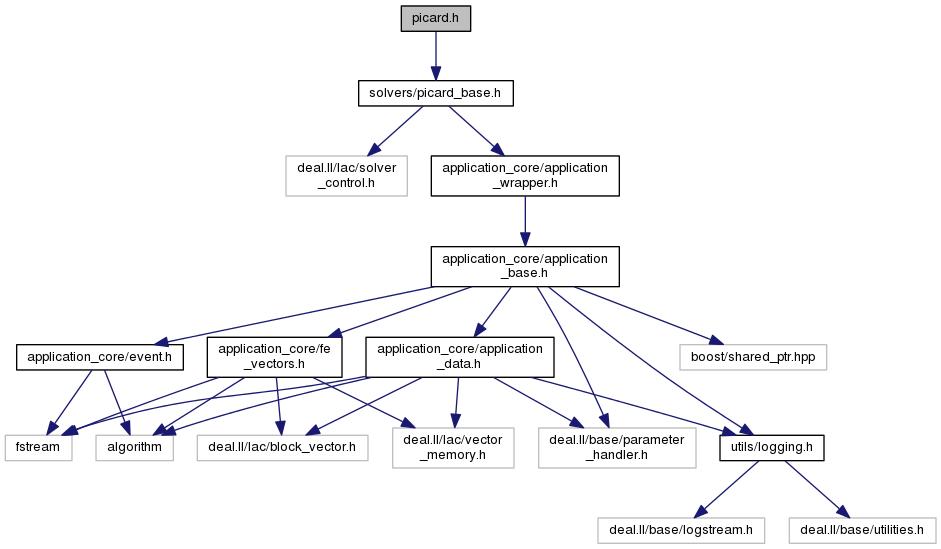 picard.h
solvers/picard_base.h
deal.II/lac/solver
_control.h
application_core/application
_wrapper.h
application_core/application
_base.h
application_core/event.h
application_core/fe
_vectors.h
application_core/application
_data.h
boost/shared_ptr.hpp
fstream
algorithm
deal.II/lac/block_vector.h
deal.II/lac/vector
_memory.h
deal.II/base/parameter
_handler.h
utils/logging.h
deal.II/base/logstream.h
deal.II/base/utilities.h